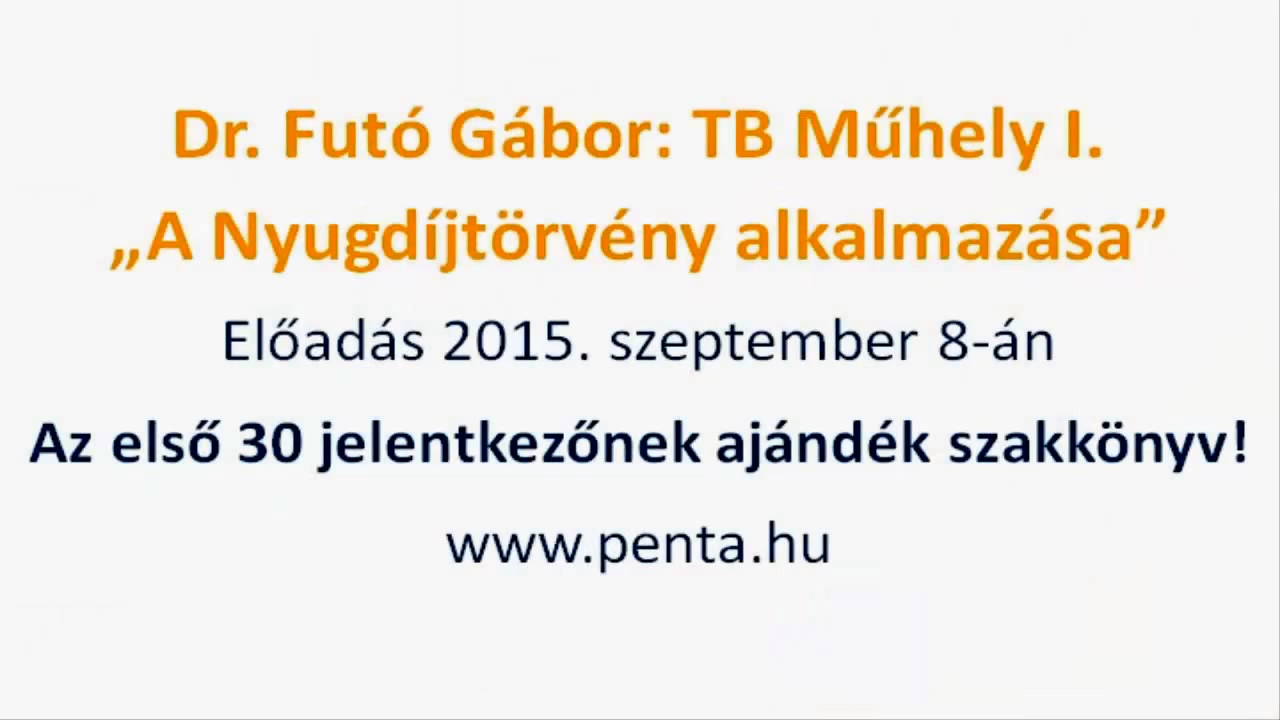 Dr. Futó Gábor: TB Műhely I.
„A Nyugdíjtörvény alkalmazása”
Előadás 2015. szeptember 8-án
Az első 30 jelentkezőnek ajándék szakkönyv!
www.penta.hu